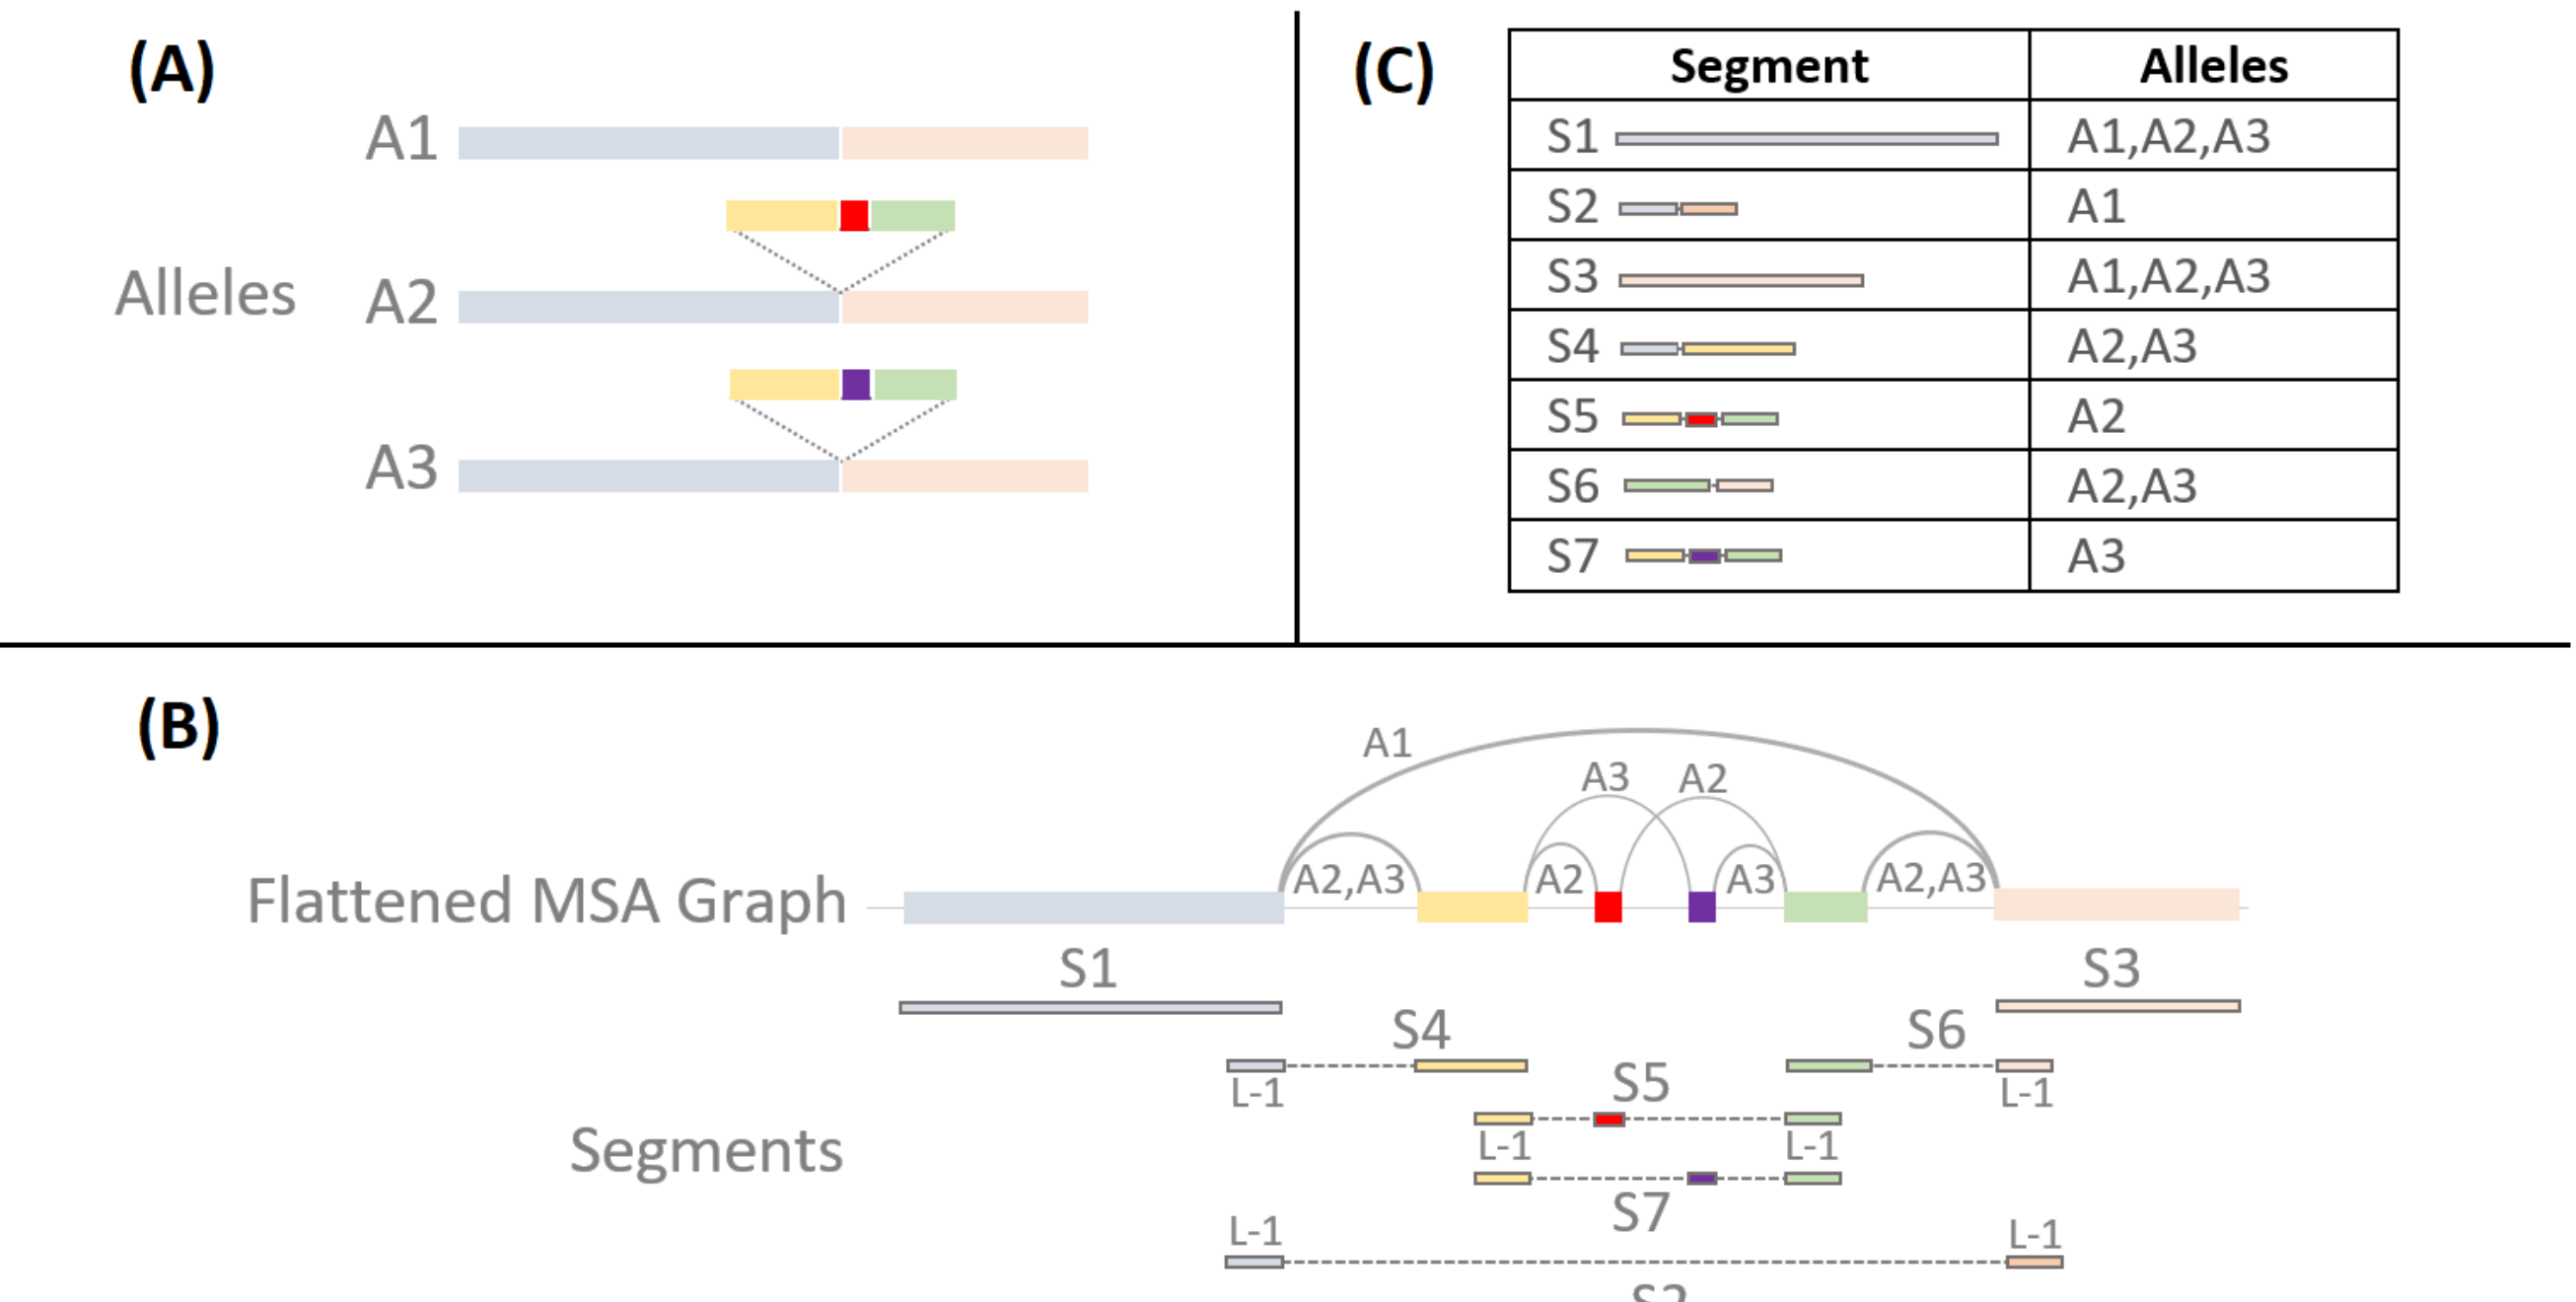 (A)
A1
Alleles
A2
A3
(C)
Segment Alleles
S1 A1,A2,A3
S2 A1
S3 A1,A2,A3
S4 A2,A3
S5 A2
S6 A2,A3
S7 A3
(B)
A1
A3 A2
Flattened MSA Graph
A2,A3 A2 A3 A2,A3
S1 S3
S4 S6
L-1 S5 L-1
Segments
L-1 L-1
S7
L-1 L-1
S2